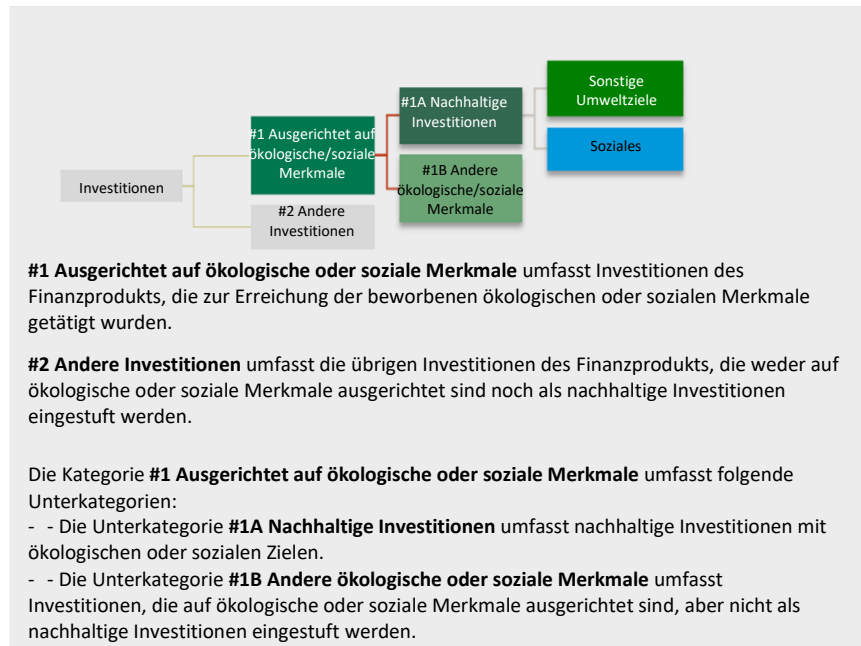 Sonstige
Umweltziele
#1A Nachhaltige
Investitionen
#1 Ausgerichtet auf
ökologische/soziale
Merkmale
Soziales
#1B Andere
ökologische/soziale
Merkmale
Investitionen
#2 Andere
Investitionen
#1 Ausgerichtet auf ökologische oder soziale Merkmale umfasst Investitionen des
Finanzprodukts, die zur Erreichung der beworbenen ökologischen oder sozialen Merkmale
getätigt wurden.
#2 Andere Investitionen umfasst die übrigen Investitionen des Finanzprodukts, die weder auf
ökologische oder soziale Merkmale ausgerichtet sind noch als nachhaltige Investitionen
eingestuft werden.
Die Kategorie #1 Ausgerichtet auf ökologische oder soziale Merkmale umfasst folgende
Unterkategorien:
- - Die Unterkategorie #1A Nachhaltige Investitionen umfasst nachhaltige Investitionen mit
ökologischen oder sozialen Zielen.
- - Die Unterkategorie #1B Andere ökologische oder soziale Merkmale umfasst
Investitionen, die auf ökologische oder soziale Merkmale ausgerichtet sind, aber nicht als
nachhaltige Investitionen eingestuft werden.